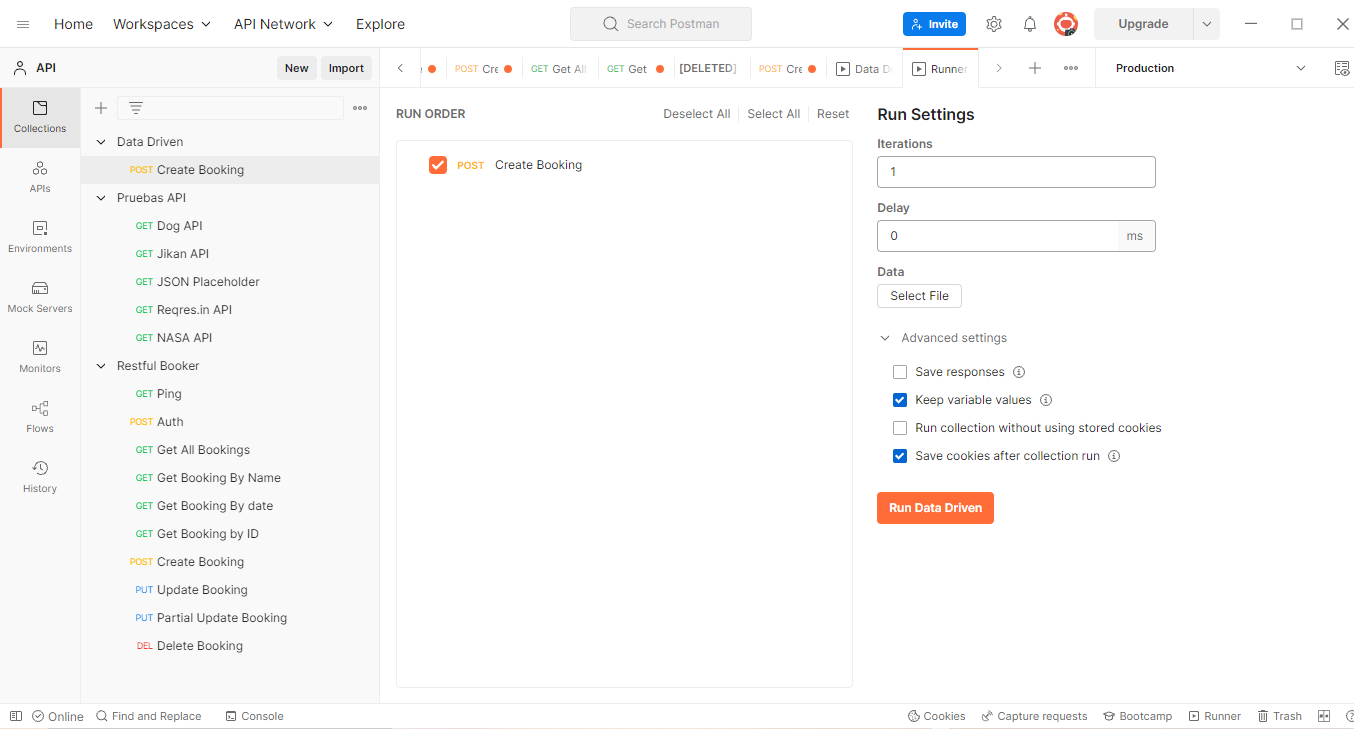 Home Workspaces API Network Explore Search Postman Invite Upgrade
API New Import POST Cre GET Get All GET Get [DELETED] POST Cre Data D Runner Production
Collections
APIs
Environments
Mock Servers
Monitors
Flows
History
Data Driven
POST Create Booking
Pruebas API
GET Dog API
GET Jikan API
GET JSON Placeholder
GET Reqres.in API
GET NASA API
Restful Booker
GET Ping
POST Auth
GET Get All Bookings
GET Get Booking By Name
GET Get Booking By date
GET Get Booking by ID
POST Create Booking
PUT Update Booking
PUT Partial Update Booking
DEL Delete Booking
RUN ORDER Deselect All Select All Reset
POST Create Booking
Run Settings
Iterations
1
Delay
0 ms
Data
Select File
Advanced settings
Save responses
Keep variable values
Run collection without using stored cookies
Save cookies after collection run
Run Data Driven
Online Find and Replace Console Cookies Capture requests Bootcamp Runner Trash